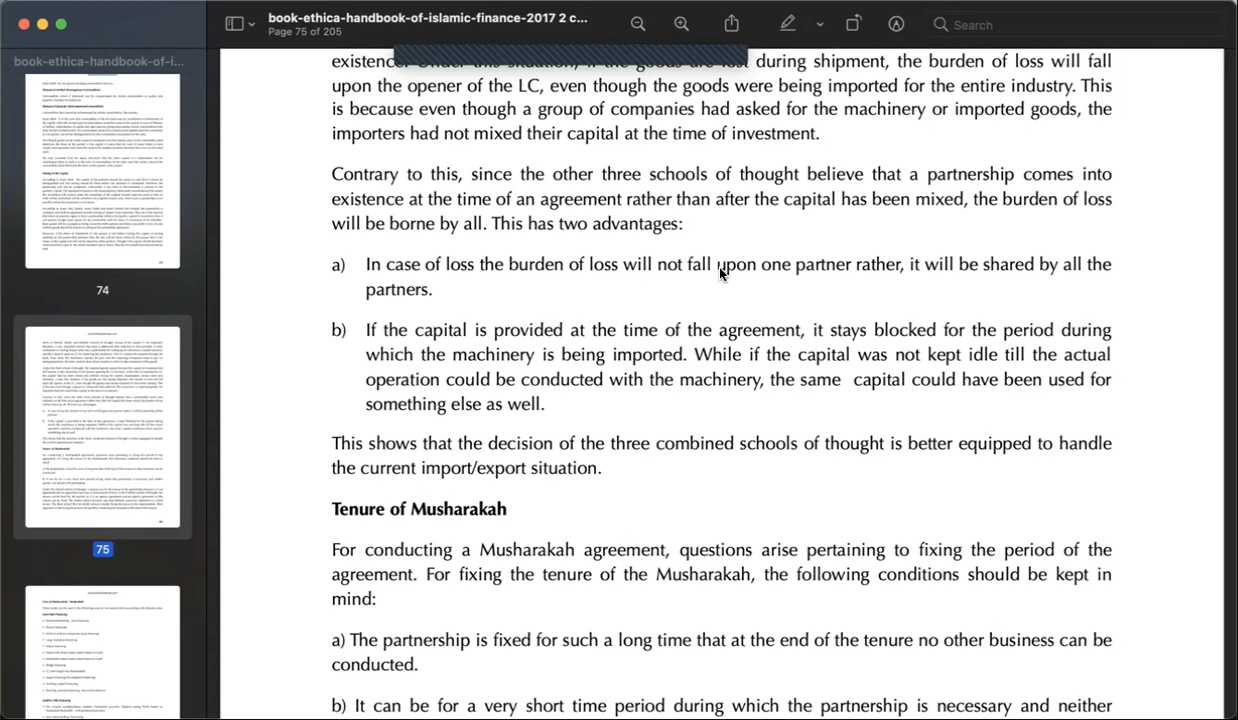 book-ethica-handbook-of-islamic-finance-2017 2 c...
Page 75 of 205
Search
book-ethica-handbook-of-i...
74
75
during shipment, the burden of loss will fall
upon the opener of the LC, even though the goods were being imported for the entire industry. This
is because even though a group of companies had asked for the machinery or imported goods, the
importers had not mixed their capital at the time of investment.
Contrary to this, since the other three schools of thought believe that a partnership comes into
existence at the time of an agreement rather than after the capital has been mixed, the burden of loss
will be borne by all. This has two advantages:
a) In case of loss the burden of loss will not fall upon one partner rather, it will be shared by all the
partners.
b) If the capital is provided at the time of the agreement, it stays blocked for the period during
which the machinery is being imported. While if the capital was not kept idle till the actual
operation could be conducted with the machinery, the same capital could have been used for
something else as well.
This shows that the decision of the three combined schools of thought is better equipped to handle
the current import/export situation.
Tenure of Musharakah
For conducting a Musharakah agreement, questions arise pertaining to fixing the period of the
agreement. For fixing the tenure of the Musharakah, the following conditions should be kept in
mind:
a) The partnership is fixed for such a long time that at the end of the tenure no other business can be
conducted.
b) It can be for a very short time period during which the partnership is necessary and neither